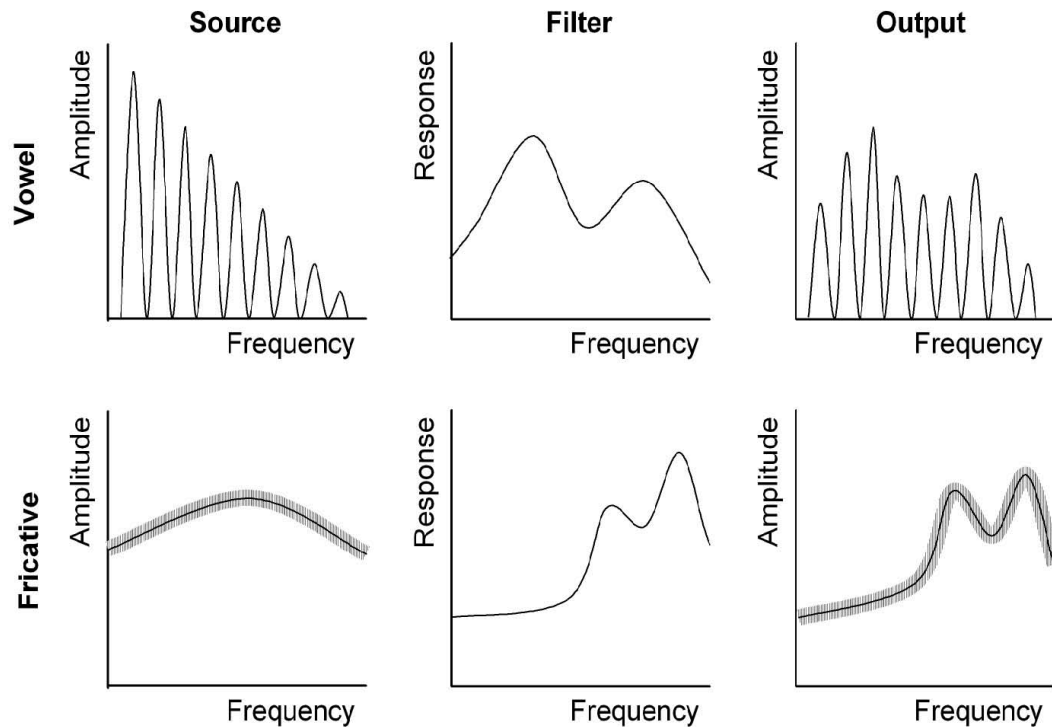 Source
Filter
Output
Vowel
Amplitude
Frequency
Response
Frequency
Amplitude
Frequency
Fricative
Amplitude
Frequency
Response
Frequency
Amplitude
Frequency